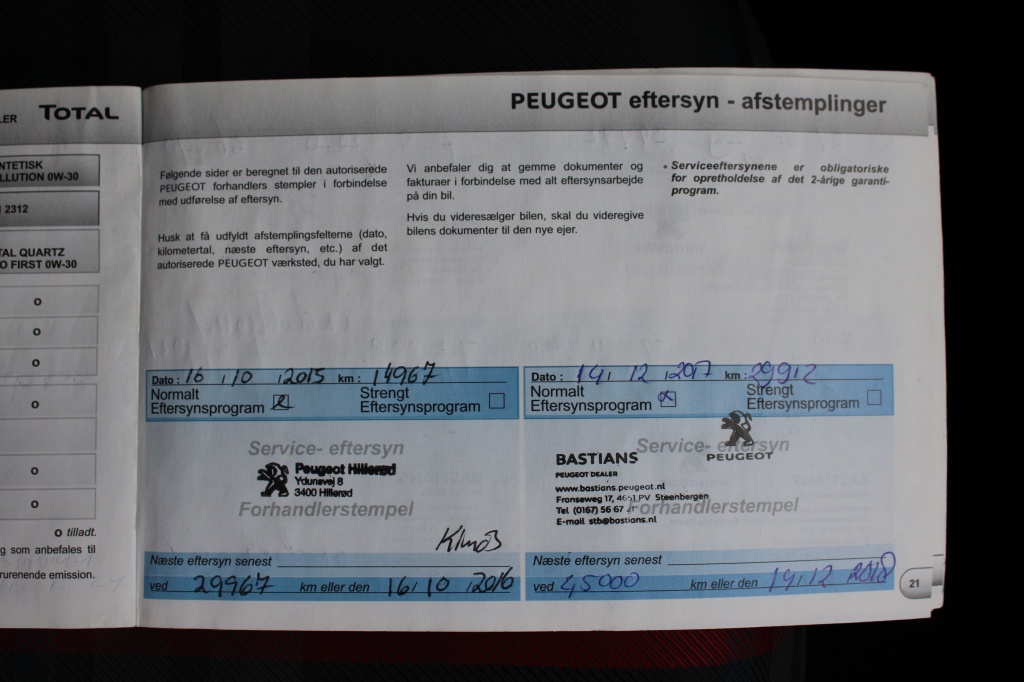 LER TOTAL
NTETISK
LLUTION 0W-30
2312
TAL QUARTZ
O FIRST 0W-30
O
O
O
O
O
O
O tilladt.
g som anbefales til
rurenende emission.
PEUGEOT eftersyn - afstemplinger
Følgende sider er beregnet til den autoriserede
PEUGEOT forhandlers stempler i forbindelse
med udførelse af eftersyn.
Husk at få udfyldt afstemplingsfelterne (dato,
kilometertal, næste eftersyn, etc.) af det
autoriserede PEUGEOT værksted, du har valgt.
Vi anbefaler dig at gemme dokumenter og
fakturaer i forbindelse med alt eftersynsarbejde
på din bil.
Hvis du videresælger bilen, skal du videregive
bilens dokumenter til den nye ejer.
• Serviceeftersynene er obligatoriske
for opretholdelse af det 2-årige garanti-
program.
Dato : 16 / 10 / 2015 km : 14967
Normalt Strengt
Eftersynsprogram Eftersynsprogram
Service- eftersyn
Peugeot Hillerød
Ydunsvej 8
3400 Hillerød
Forhandlerstempel
Næste eftersyn senest
ved 29967 km eller den 16/ 10 /2016
Dato : 14/ 12 /2017 km : 29912
Normalt Strengt
Eftersynsprogram Eftersynsprogram
Service- eftersyn
PEUGEOT
BASTIANS
PEUGEOT DEALER
www.bastians.peugeot.nl
Franseweg 17, 4651 PV Steenbergen
Tel (0167) 56 67
Forhandlerstempel
E-mail stb@bastians.nl
Næste eftersyn senest
ved 45000 km eller den 14/12 2018
21